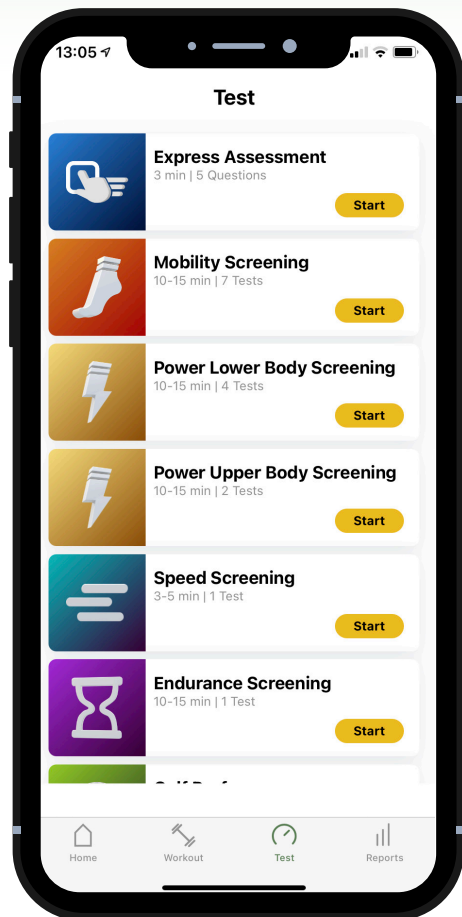 13:05
Test
Express Assessment
3 min | 5 Questions
Start
Mobility Screening
10-15 min | 7 Tests
Start
Power Lower Body Screening
10-15 min | 4 Tests
Start
Power Upper Body Screening
10-15 min | 2 Tests
Start
Speed Screening
3-5 min | 1 Test
Start
Endurance Screening
10-15 min | 1 Test
Start
Home
Workout
Test
Reports